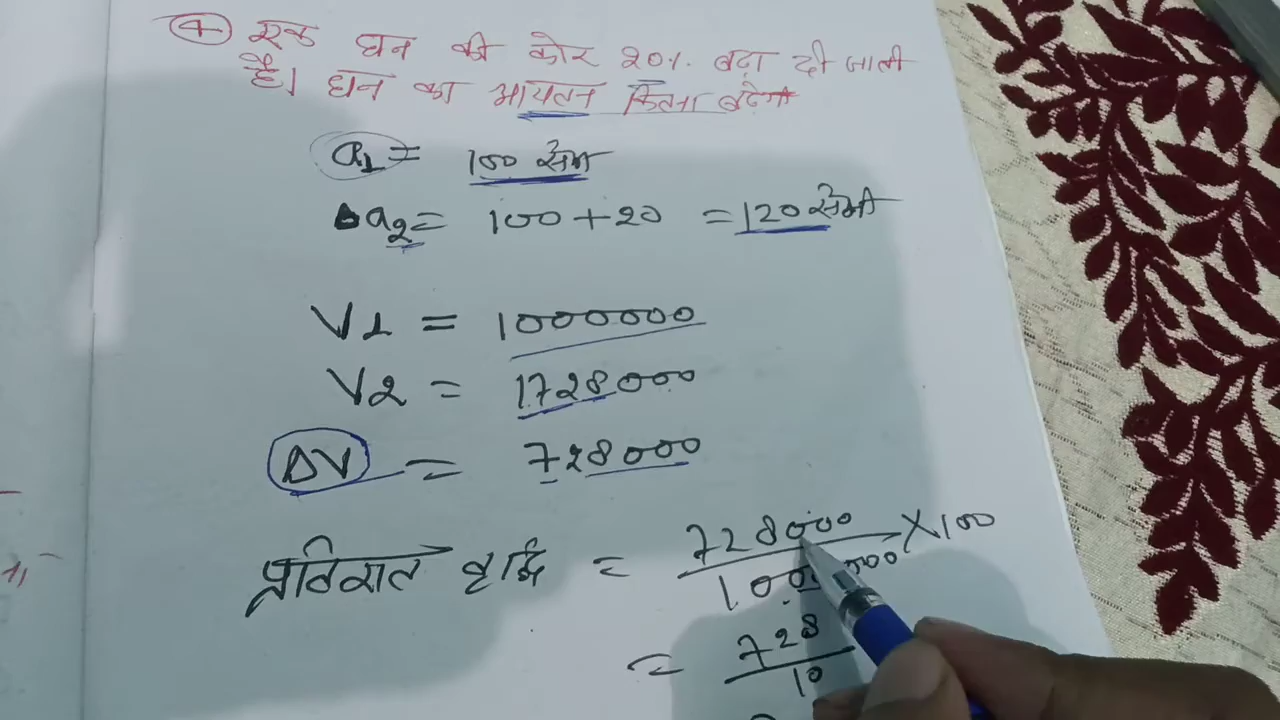 ④ एक घन की कोर 20%. बढ़ा दी जाती
है। घन का आयतन कितना बढ़ेगा
a1 = 100 सेमी
a2 = 100 + 20 = 120 सेमी
V1 = 1000000
V2 = 1728000
ΔV = 728000
प्रतिशत वृद्धि = 728000 / 1000000 × 100
= 728 / 10